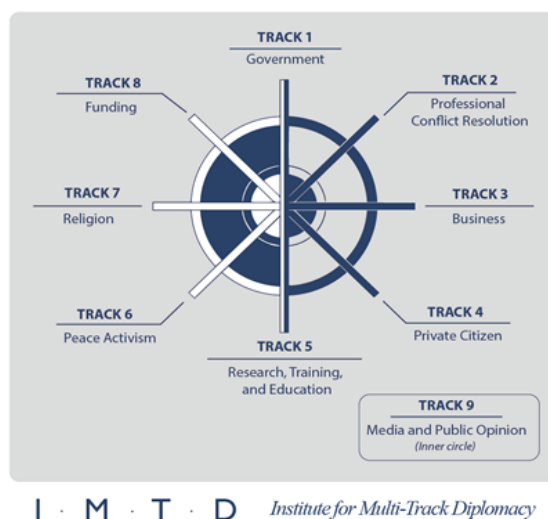 TRACK 1
Government
TRACK 8
Funding
TRACK 2
Professional
Conflict Resolution
TRACK 7
Religion
TRACK 3
Business
TRACK 6
Peace Activism
TRACK 4
Private Citizen
TRACK 5
Research, Training,
and Education
TRACK 9
Media and Public Opinion
(Inner circle)
I · M · T · D Institute for Multi-Track Diplomacy